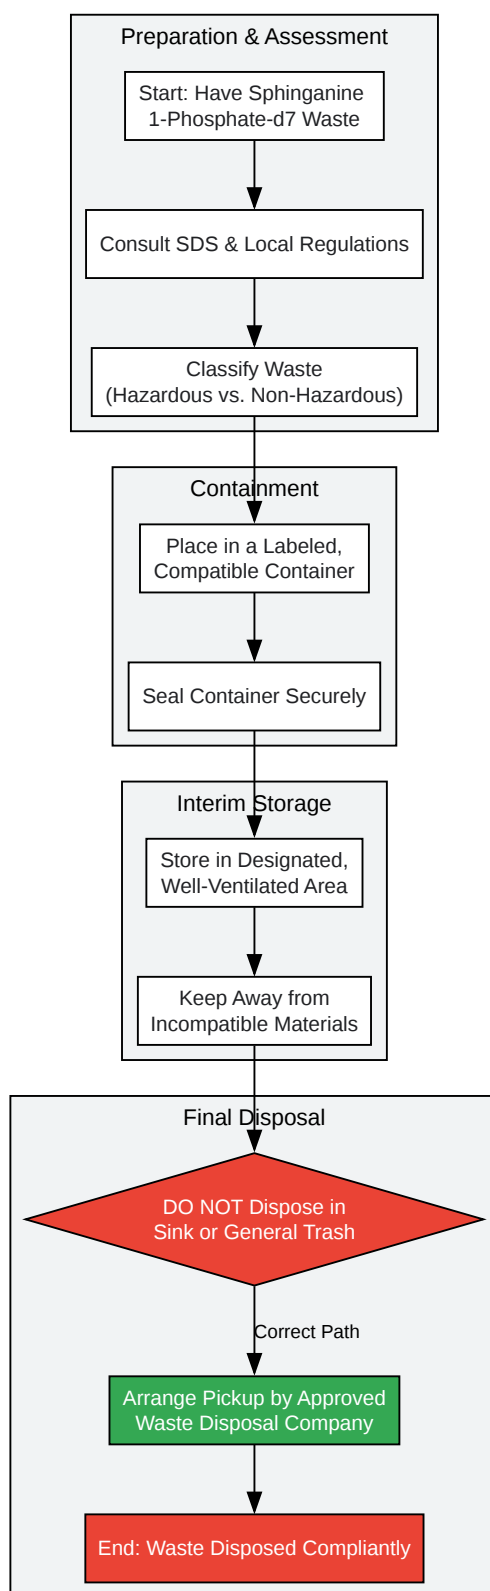 Preparation & Assessment
Start: Have Sphinganine
1-Phosphate-d7 Waste
Consult SDS & Local Regulations
Classify Waste
(Hazardous vs. Non-Hazardous)
Containment
Place in a Labeled,
Compatible Container
Seal Container Securely
Interim Storage
Store in Designated,
Well-Ventilated Area
Keep Away from
Incompatible Materials
Final Disposal
DO NOT Dispose in
Sink or General Trash
Correct Path
Arrange Pickup by Approved
Waste Disposal Company
End: Waste Disposed Compliantly